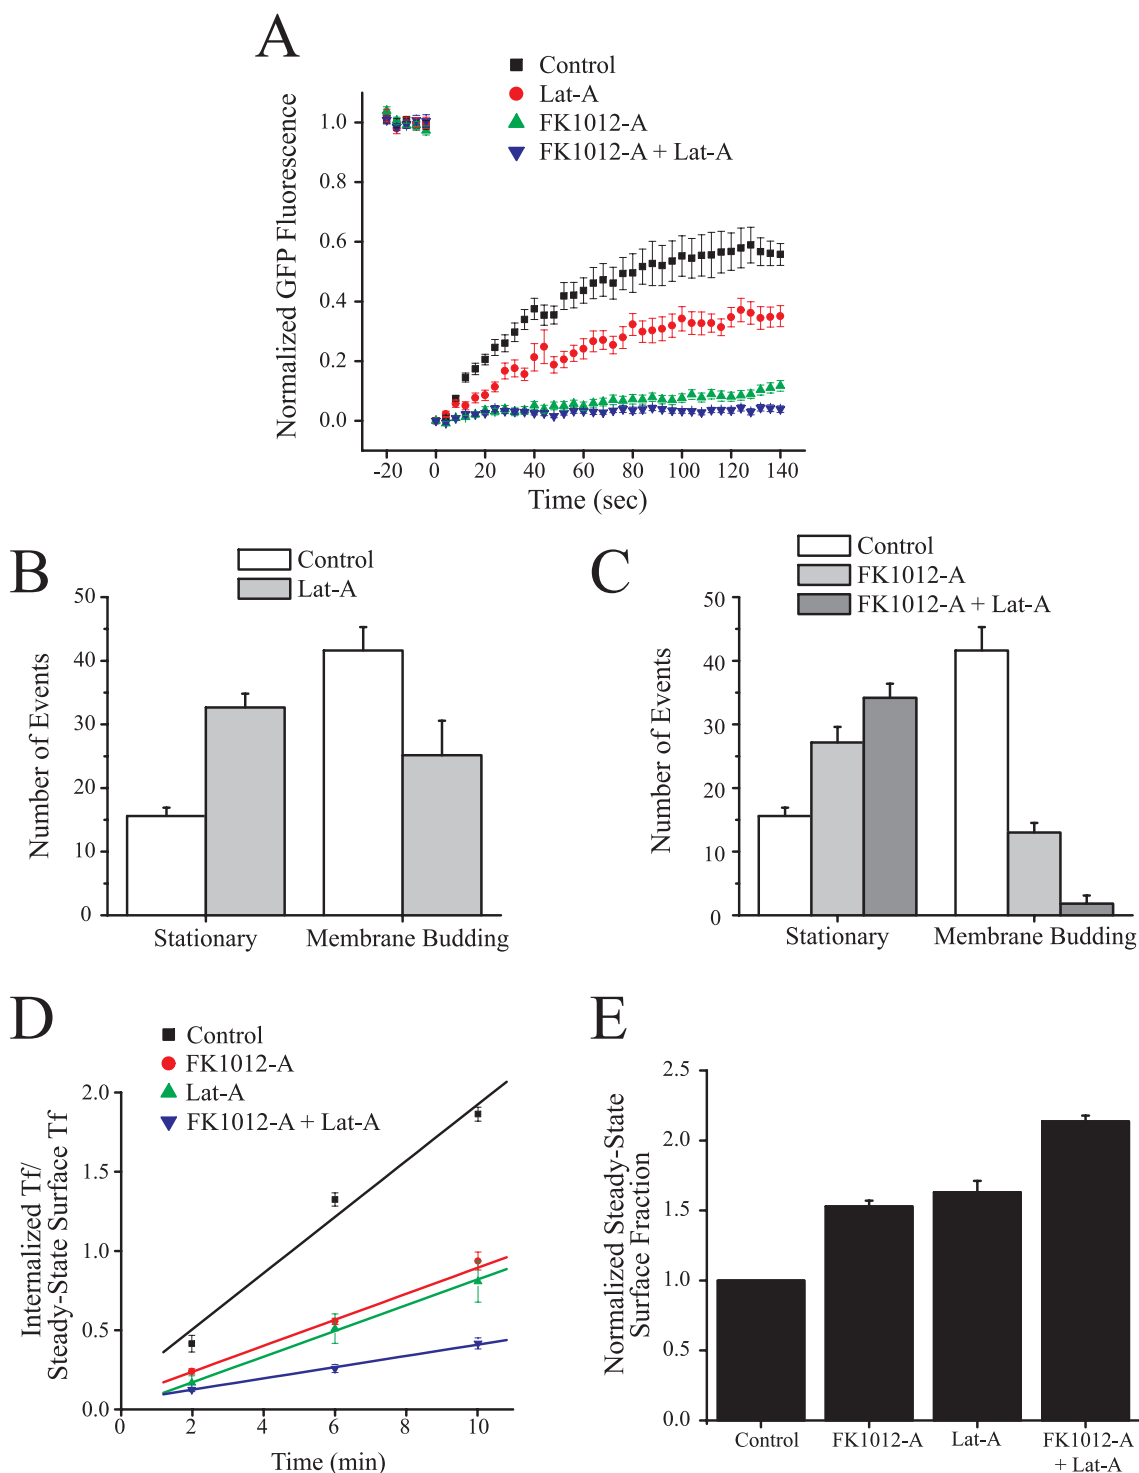 A
Control
Lat-A
FK1012-A
FK1012-A + Lat-A
Normalized GFP Fluorescence
1.0
0.8
0.6
0.4
0.2
0.0
-20 0 20 40 60 80 100 120 140
Time (sec)
B
Control
Lat-A
Number of Events
50
40
30
20
10
0
Stationary Membrane Budding
C
Control
FK1012-A
FK1012-A + Lat-A
Number of Events
50
40
30
20
10
0
Stationary Membrane Budding
D
Control
FK1012-A
Lat-A
FK1012-A + Lat-A
Internalized Tf/
Steady-State Surface Tf
2.0
1.5
1.0
0.5
0.0
0 2 4 6 8 10
Time (min)
E
Normalized Steady-State
Surface Fraction
2.5
2.0
1.5
1.0
0.5
0.0
Control FK1012-A Lat-A FK1012-A
+ Lat-A